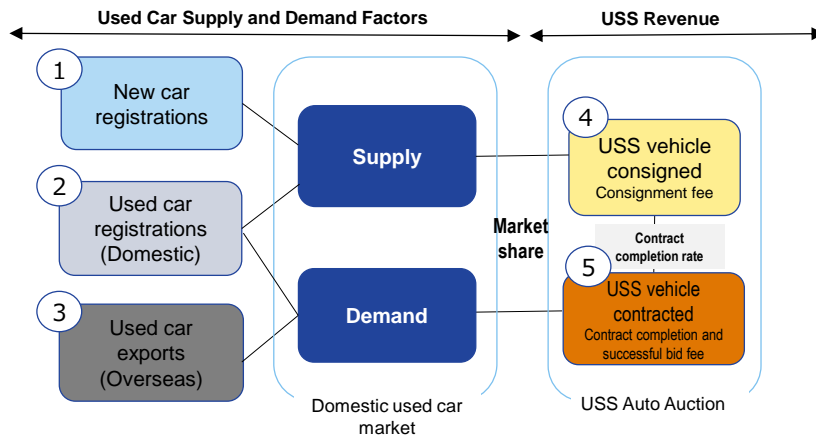 Used Car Supply and Demand Factors
USS Revenue
1
New car
registrations
2
Used car
registrations
(Domestic)
3
Used car
exports
(Overseas)
Supply
Demand
Domestic used car
market
Market
share
4
USS vehicle
consigned
Consignment fee
Contract
completion rate
5
USS vehicle
contracted
Contract completion and
successful bid fee
USS Auto Auction